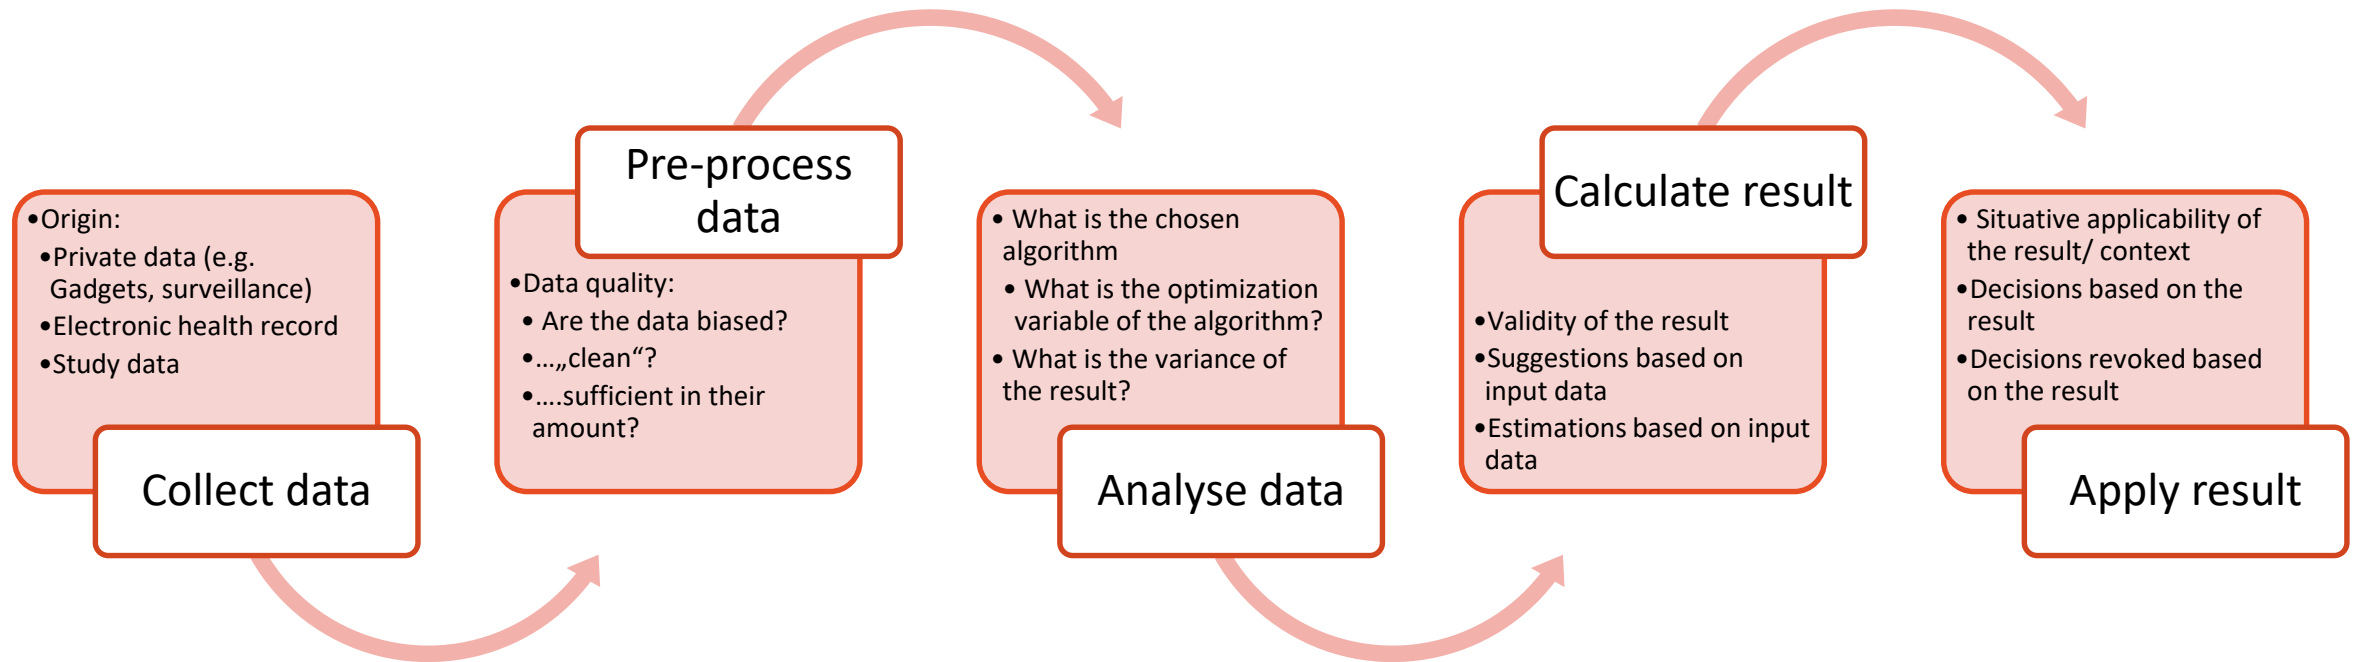 •Origin:
•Private data (e.g.
Gadgets, surveillance)
•Electronic health record
•Study data
Collect data
Pre-process
data
•Data quality:
• Are the data biased?
•…„clean“?
•….sufficient in their
amount?
• What is the chosen
algorithm
• What is the optimization
variable of the algorithm?
• What is the variance of
the result?
Analyse data
Calculate result
•Validity of the result
•Suggestions based on
input data
•Estimations based on input
data
• Situative applicability of
the result/ context
•Decisions based on the
result
•Decisions revoked based
on the result
Apply result